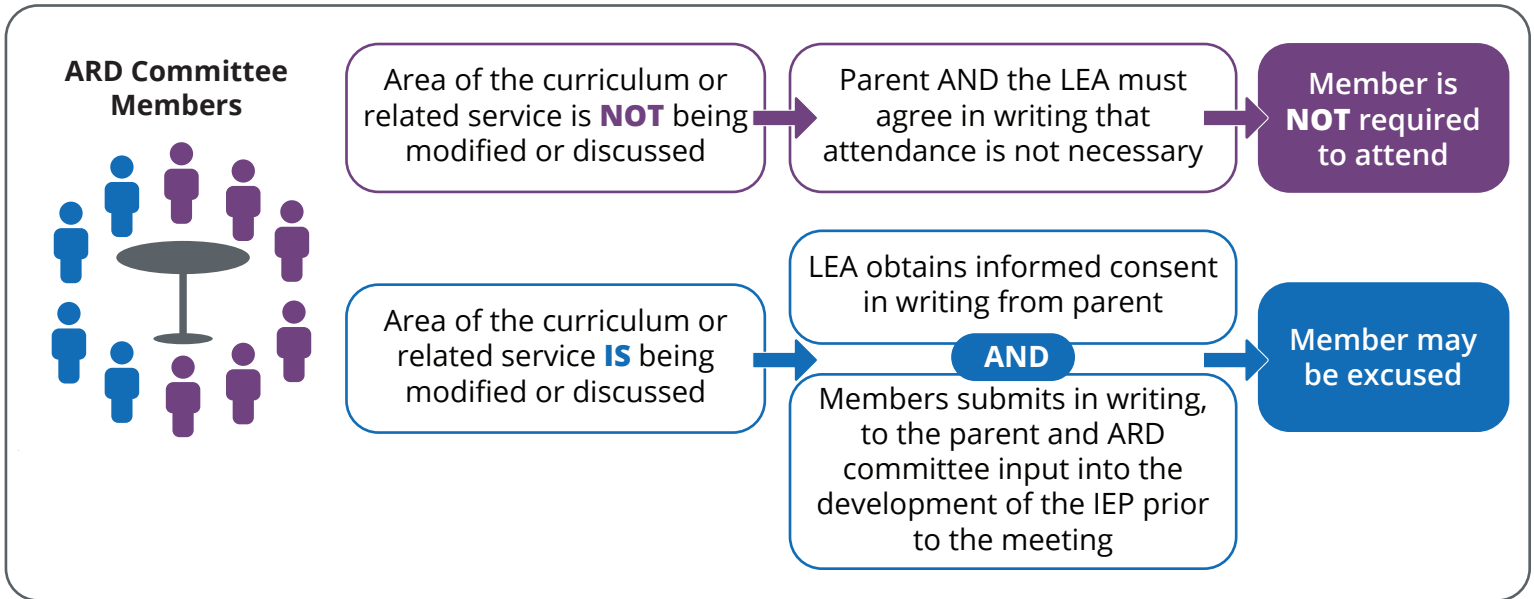 ARD Committee
Members
Area of the curriculum or
related service is NOT being
modified or discussed
Parent AND the LEA must
agree in writing that
attendance is not necessary
Member is
NOT required
to attend
Area of the curriculum or
related service IS being
modified or discussed
LEA obtains informed consent
in writing from parent
AND
Members submits in writing,
to the parent and ARD
committee input into the
development of the IEP prior
to the meeting
Member may
be excused